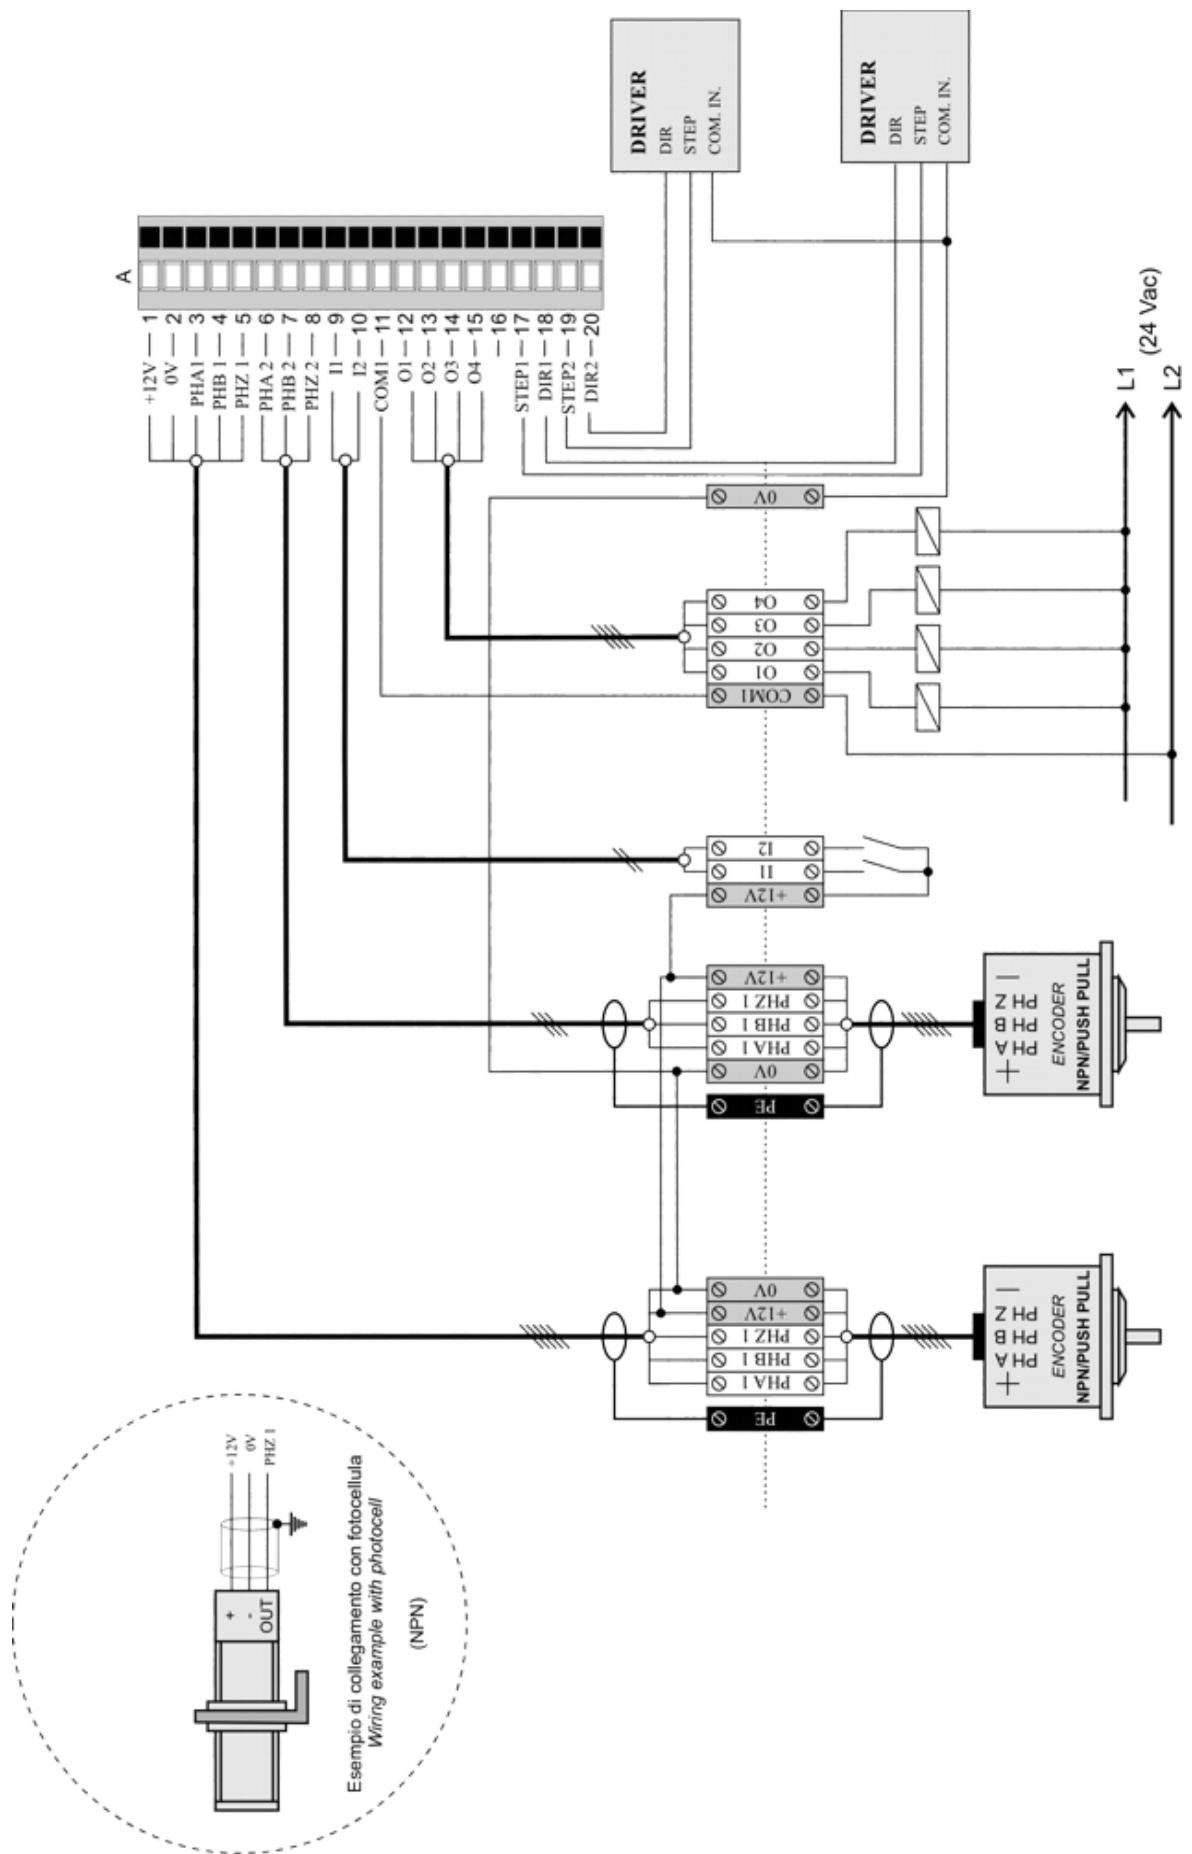 DRIVER
DIR
STEP
COM. IN.
DRIVER
DIR
STEP
COM. IN.
A
+12V — 1
0V — 2
PHA1 — 3
PHB 1 — 4
PHZ 1 — 5
PHA 2 — 6
PHB 2 — 7
PHZ 2 — 8
I1 — 9
I2 — 10
COM1 — 11
O1 — 12
O2 — 13
O3 — 14
O4 — 15
— 16
STEP1 — 17
DIR1 — 18
STEP2 — 19
DIR2 — 20
L1
(24 Vac)
L2
0V
O4
O3
O2
O1
COM1
I2
I1
+12V
+12V
PHZ 1
PHB 1
PHA 1
0V
PE
—
PH Z
PH B
PH A
+
ENCODER
NPN/PUSH PULL
0V
+12V
PHZ 1
PHB 1
PHA 1
PE
—
PH Z
PH B
PH A
+
ENCODER
NPN/PUSH PULL
+12V
0V
PHZ 1
+
-
OUT
Esempio di collegamento con fotocellula
Wiring example with photocell
(NPN)